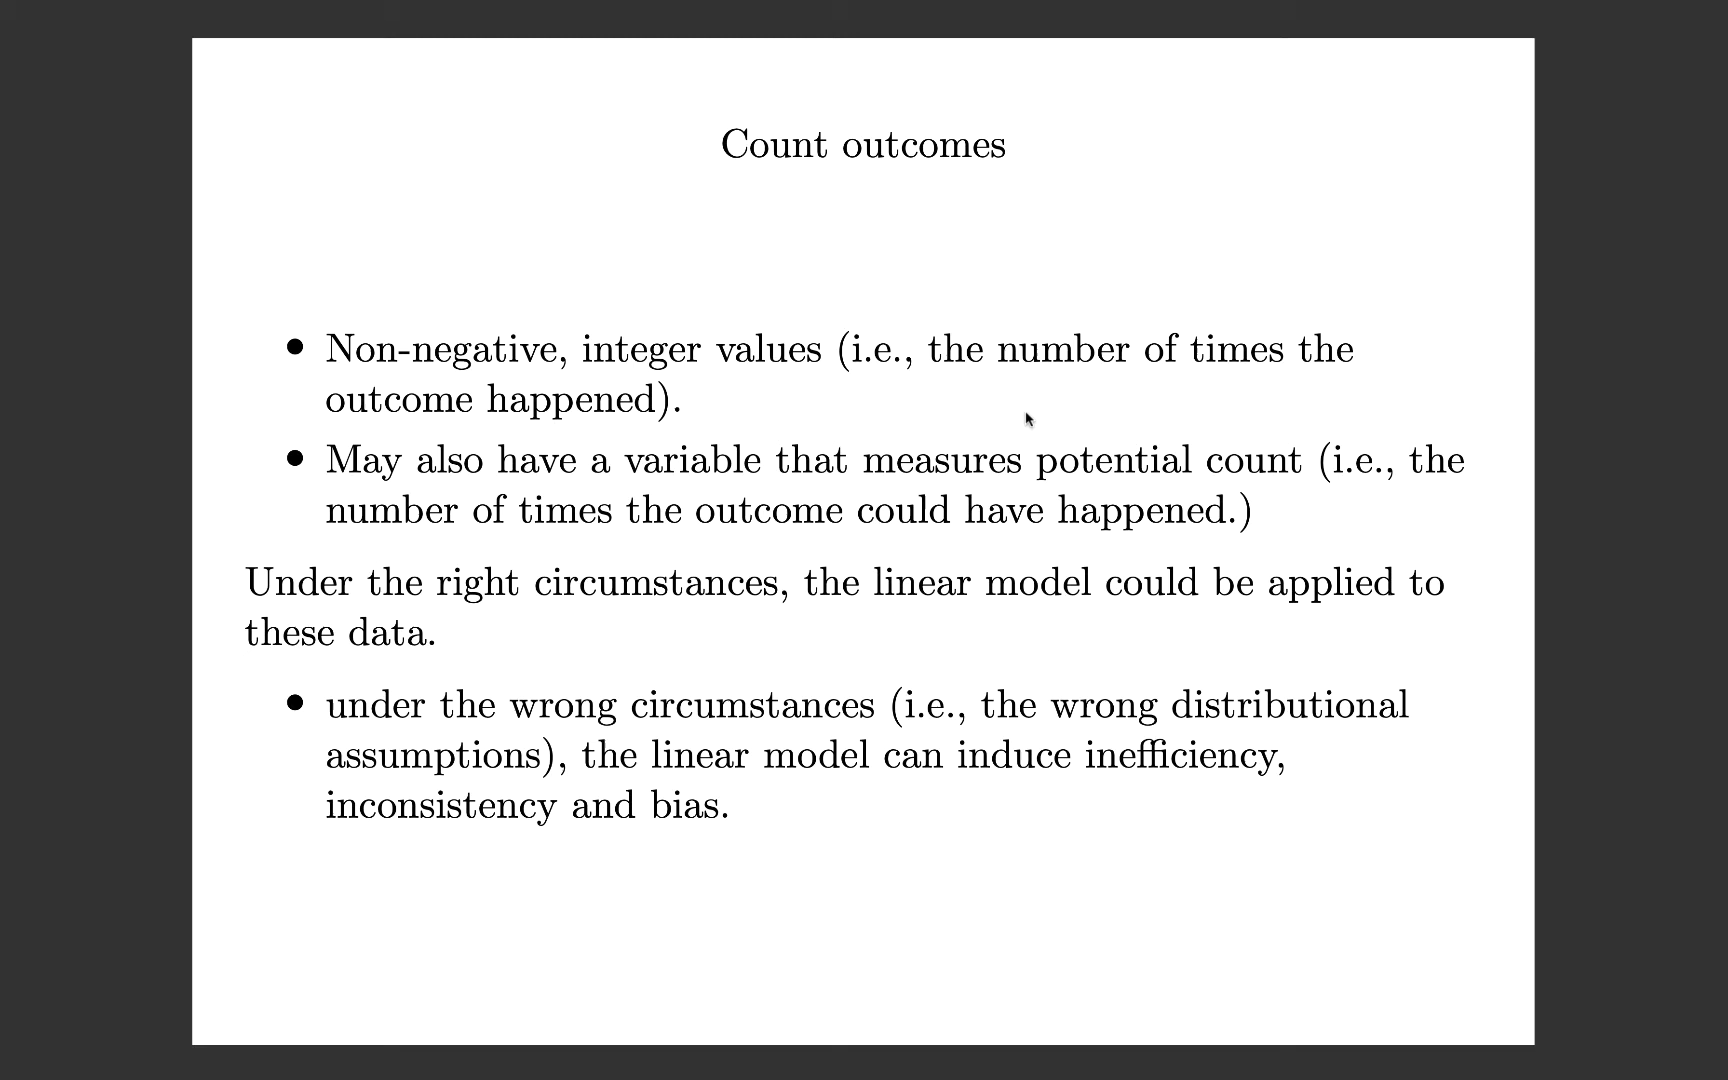 Count outcomes
• Non-negative, integer values (i.e., the number of times the
outcome happened).
• May also have a variable that measures potential count (i.e., the
number of times the outcome could have happened.)
Under the right circumstances, the linear model could be applied to
these data.
• under the wrong circumstances (i.e., the wrong distributional
assumptions), the linear model can induce inefficiency,
inconsistency and bias.